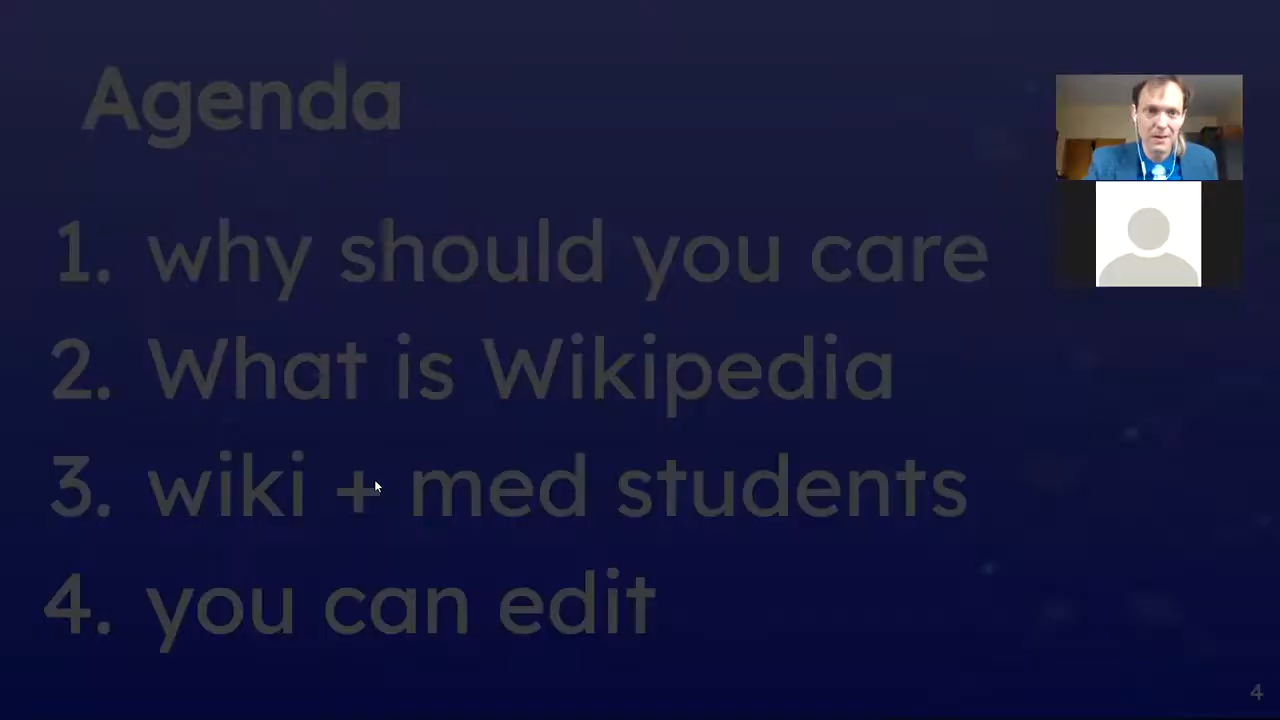 Agenda
1. why should you care
2. What is Wikipedia
3. wiki + med students
4. you can edit
4